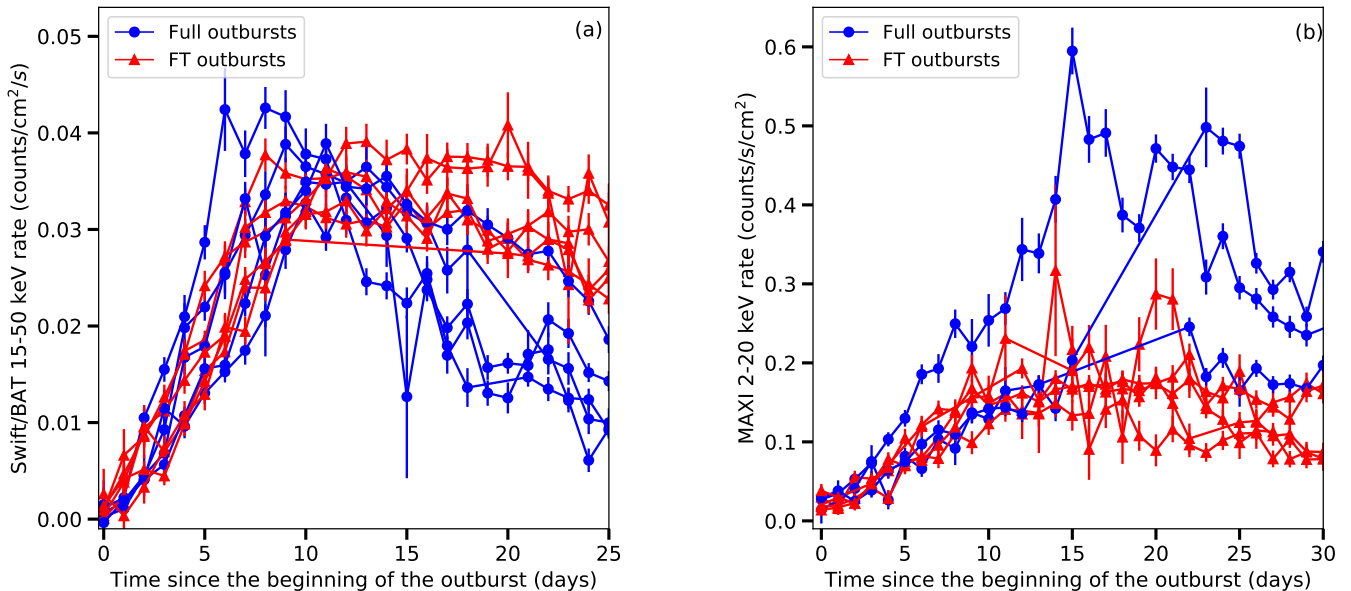 (a)
Full outbursts
FT outbursts
0.05
0.04
0.03
0.02
0.01
0.00
Swift/BAT 15-50 keV rate (counts/cm²/s)
0
5
10
15
20
25
Time since the beginning of the outburst (days)
(b)
Full outbursts
FT outbursts
0.6
0.5
0.4
0.3
0.2
0.1
0.0
MAXI 2-20 keV rate (counts/s/cm²)
0
5
10
15
20
25
30
Time since the beginning of the outburst (days)